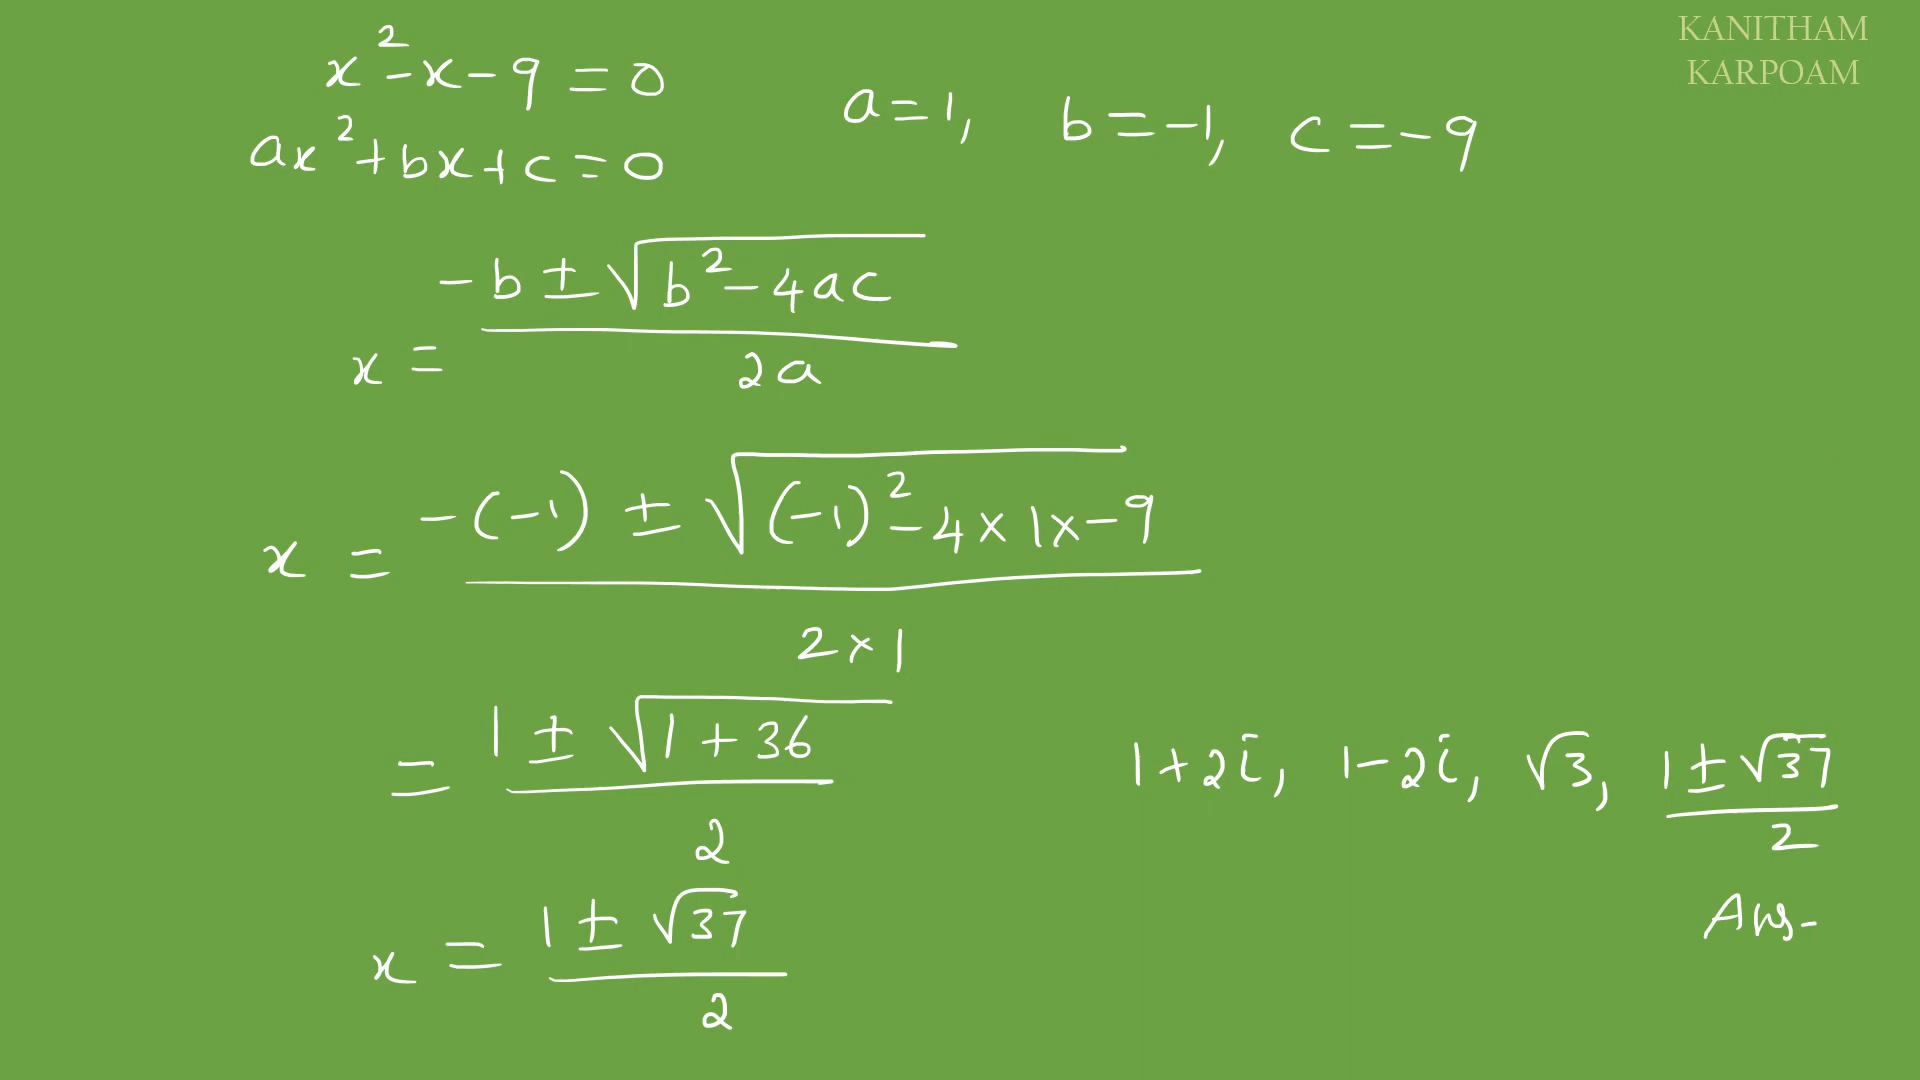 KANITHAM
KARPOAM
x² - x - 9 = 0
ax² + bx + c = 0
a = 1, b = -1, c = -9
x = (-b ± √(b² - 4ac)) / 2a
x = (-(-1) ± √((-1)² - 4 × 1 × -9)) / (2 × 1)
= (1 ± √(1 + 36)) / 2
x = (1 ± √37) / 2
1 + 2i, 1 - 2i, √3, (1 ± √37) / 2
Ans-